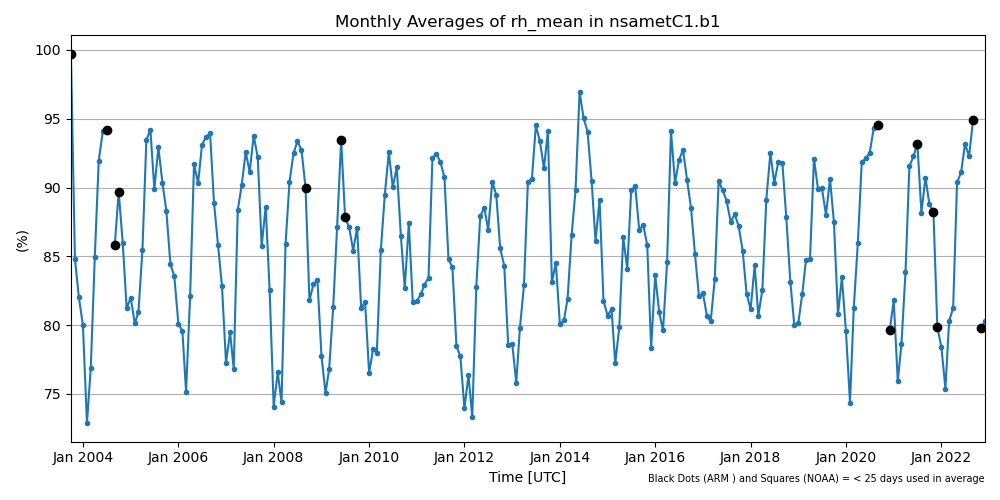 Monthly Averages of rh_mean in nsametC1.b1
100
95
90
85
80
75
(%)
Jan 2004 Jan 2006 Jan 2008 Jan 2010 Jan 2012 Jan 2014 Jan 2016 Jan 2018 Jan 2020 Jan 2022
Time [UTC]
Black Dots (ARM ) and Squares (NOAA) = < 25 days used in average